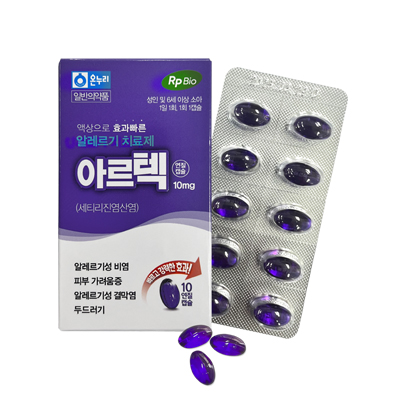 온누리
일반의약품
Rp Bio
성인 및 6세 이상 소아
1일 1회, 1회 1캡슐
액상으로 효과빠른
알레르기 치료제
아르텍 연질캡슐
10mg
(세티리진염산염)
알레르기성 비염
피부 가려움증
알레르기성 결막염
두드러기
빠르고 강력한 효과!
10
연질
캡슐